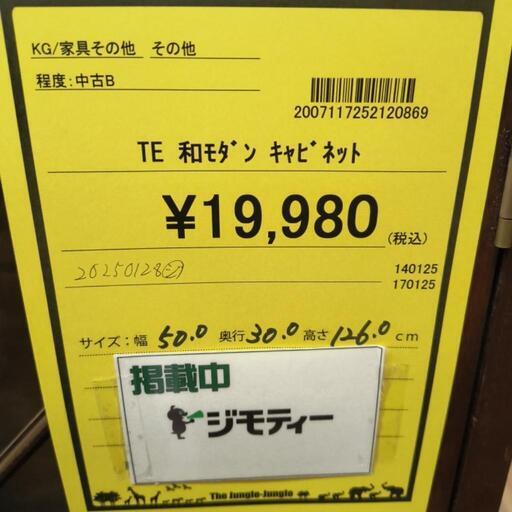 KG/家具その他 その他
程度:中古B
2007117252120869
TE 和ﾓﾀﾞﾝ ｷｬﾋﾞﾈｯﾄ
¥19,980
(税込)
20250128
140125
170125
サイズ:幅 50.0 奥行 30.0 高さ 126.0 cm
掲載中
ジモティー
The Jungle-Jungle